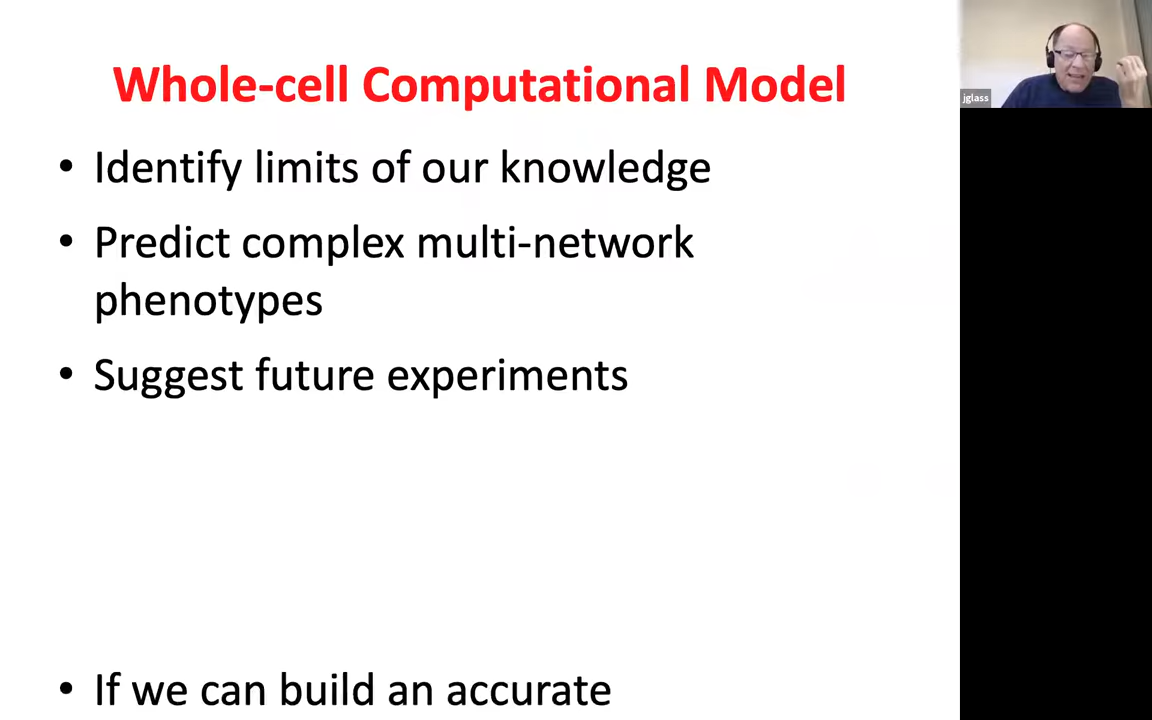 Whole-cell Computational Model
• Identify limits of our knowledge
• Predict complex multi-network
phenotypes
• Suggest future experiments
• If we can build an accurate
jglass